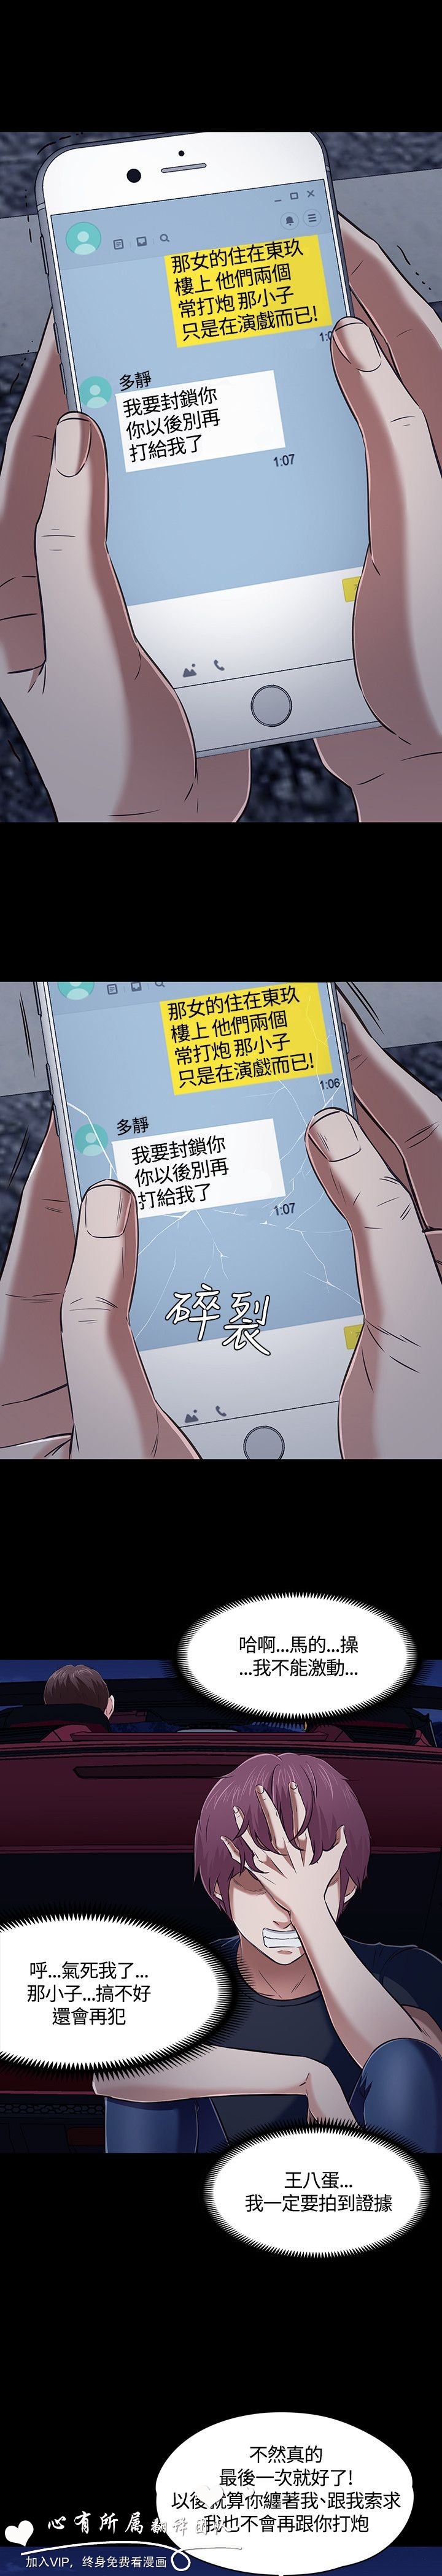 那女的住在東玖
樓上 他們兩個
常打炮 那小子
只是在演戲而已!
多靜
我要封鎖你
你以後別再
打給我了
1:07
那女的住在東玖
樓上 他們兩個
常打炮 那小子
只是在演戲而已!
1:06
多靜
我要封鎖你
你以後別再
打給我了
1:07
碎裂
哈啊...馬的...操
...我不能激動...
呼...氣死我了...
那小子...搞不好
還會再犯
王八蛋...
我一定要拍到證據
不然真的
最後一次就好了!
以後就算你纏著我、跟我索求
我也不會再跟你打炮
心有所属翻译团队
加入VIP，终身免费看漫画